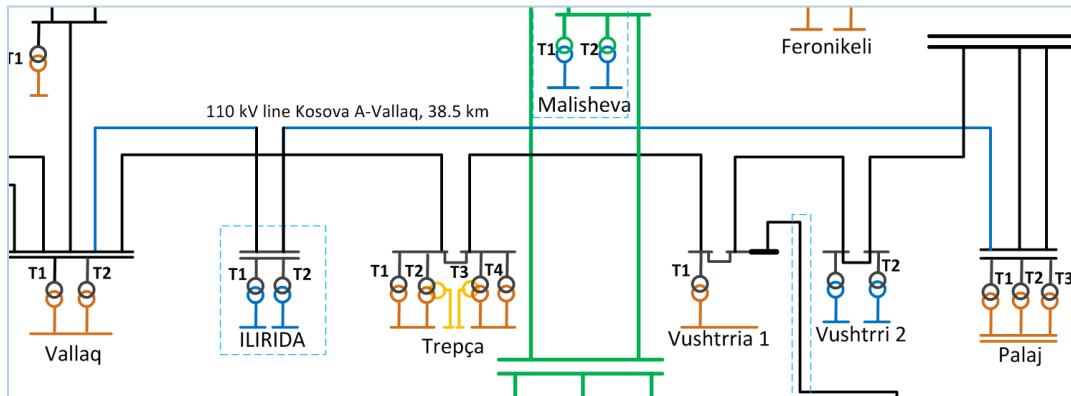 T1
T1 T2
Malisheva
Feronikeli
110 kV line Kosova A-Vallaq, 38.5 km
T1 T2
Vallaq
T1 T2
ILIRIDA
T1 T2 T3 T4
Trepça
T1
Vushtrria 1
T2
Vushtrri 2
T1 T2 T3
Palaj